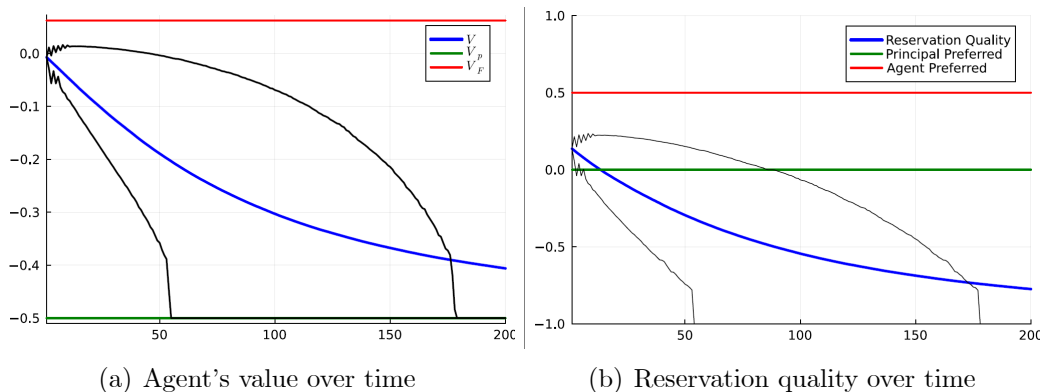 0.0
−0.1
−0.2
−0.3
−0.4
−0.5
50
100
150
200
V
V_p
V_F
(a) Agent's value over time
1.0
0.5
0.0
−0.5
−1.0
50
100
150
200
Reservation Quality
Principal Preferred
Agent Preferred
(b) Reservation quality over time